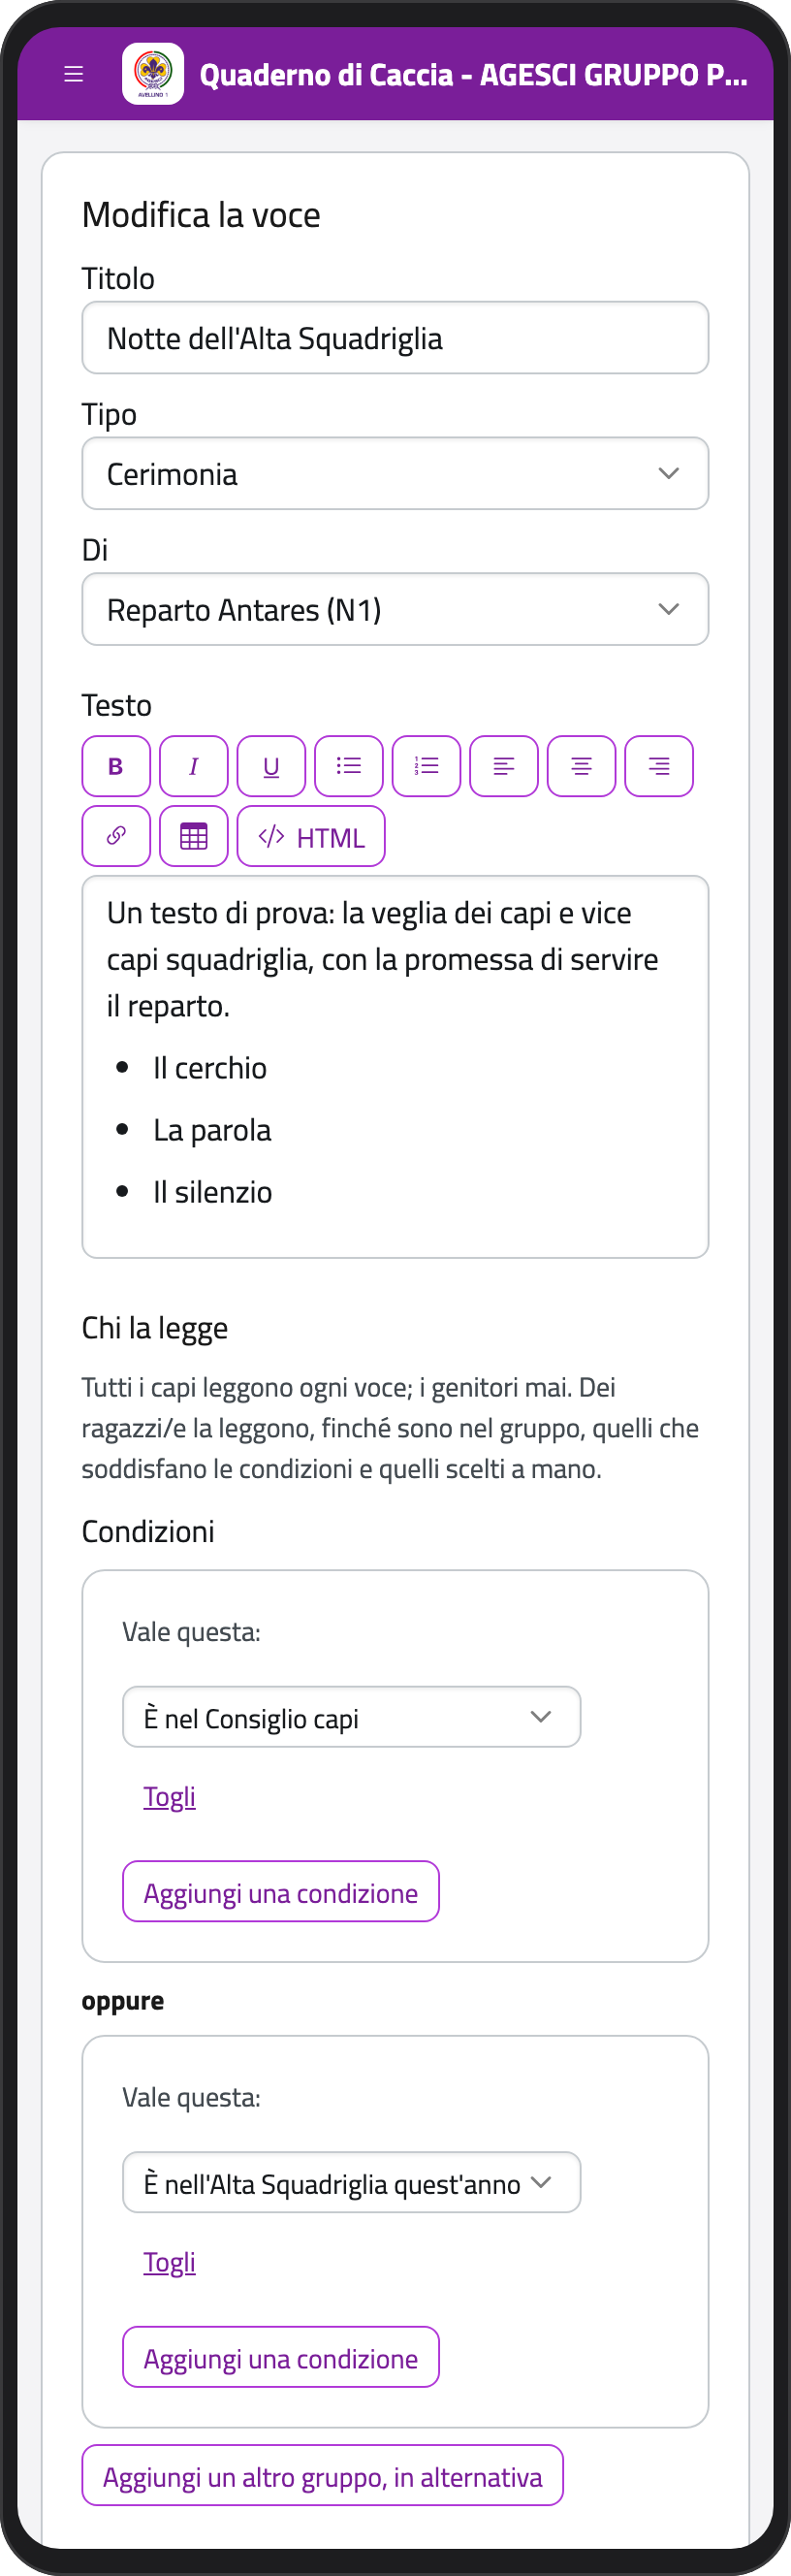 AVELLINO 1
Quaderno di Caccia - AGESCI GRUPPO P...
Modifica la voce
Titolo
Notte dell'Alta Squadriglia
Tipo
Cerimonia
Di
Reparto Antares (N1)
Testo
B I U
</> HTML
Un testo di prova: la veglia dei capi e vice
capi squadriglia, con la promessa di servire
il reparto.
• Il cerchio
• La parola
• Il silenzio
Chi la legge
Tutti i capi leggono ogni voce; i genitori mai. Dei
ragazzi/e la leggono, finché sono nel gruppo, quelli che
soddisfano le condizioni e quelli scelti a mano.
Condizioni
Vale questa:
È nel Consiglio capi
Togli
Aggiungi una condizione
oppure
Vale questa:
È nell'Alta Squadriglia quest'anno
Togli
Aggiungi una condizione
Aggiungi un altro gruppo, in alternativa